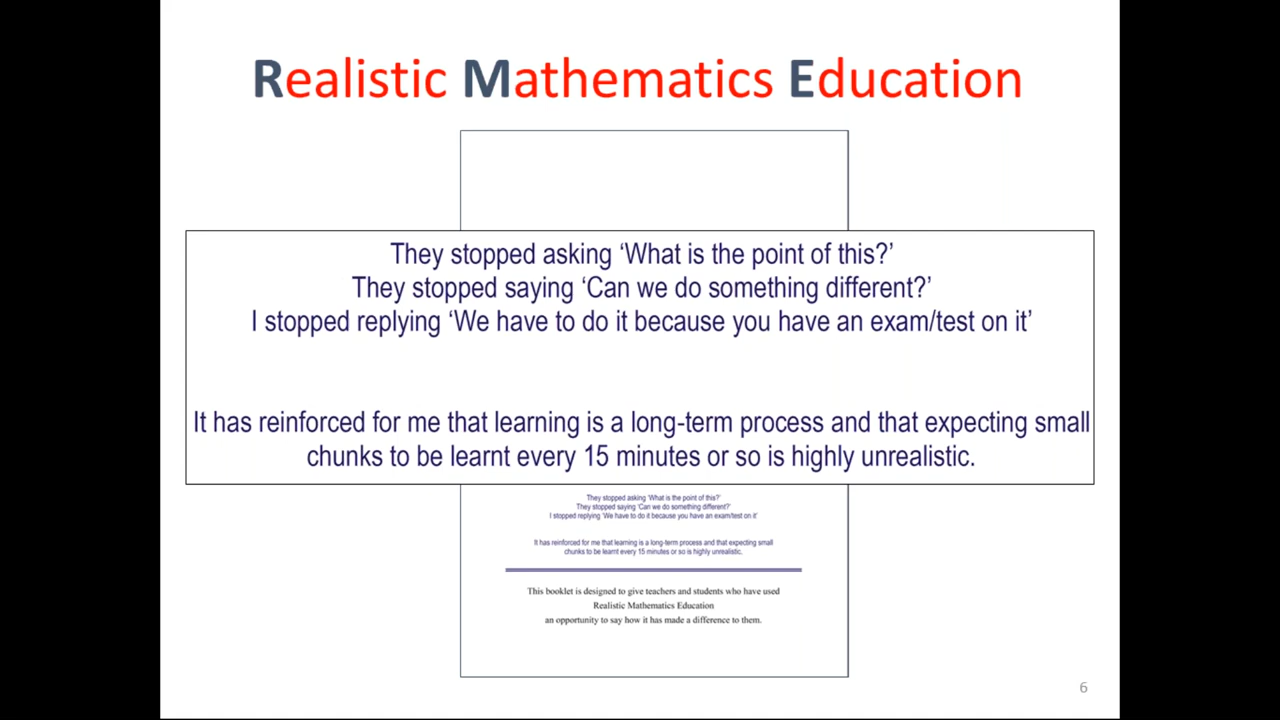 Realistic Mathematics Education
They stopped asking ‘What is the point of this?’
They stopped saying ‘Can we do something different?’
I stopped replying ‘We have to do it because you have an exam/test on it’
It has reinforced for me that learning is a long-term process and that expecting small
chunks to be learnt every 15 minutes or so is highly unrealistic.
They stopped asking ‘What is the point of this?’
They stopped saying ‘Can we do something different?’
I stopped replying ‘We have to do it because you have an exam/test on it’
It has reinforced for me that learning is a long-term process and that expecting small
chunks to be learnt every 15 minutes or so is highly unrealistic.
This booklet is designed to give teachers and students who have used
Realistic Mathematics Education
an opportunity to say how it has made a difference to them.
6